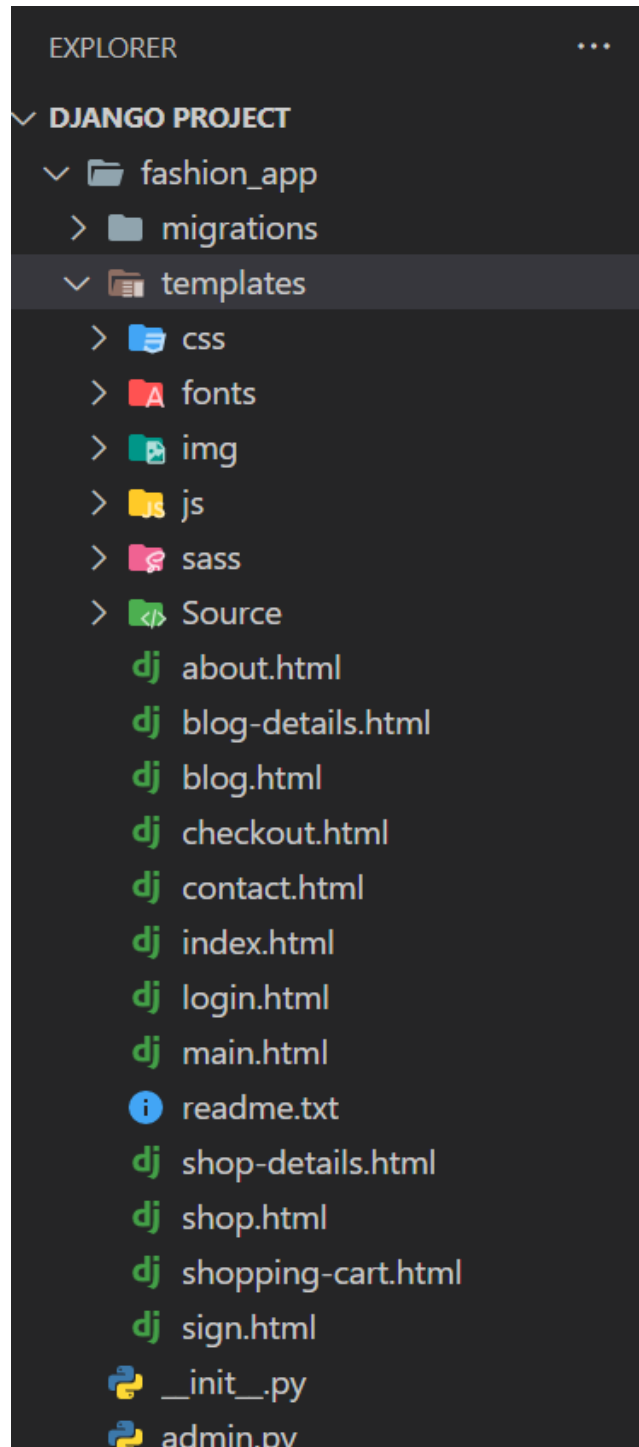 EXPLORER
DJANGO PROJECT
fashion_app
migrations
templates
css
fonts
img
js
sass
Source
about.html
blog-details.html
blog.html
checkout.html
contact.html
index.html
login.html
main.html
readme.txt
shop-details.html
shop.html
shopping-cart.html
sign.html
__init__.py
admin.py